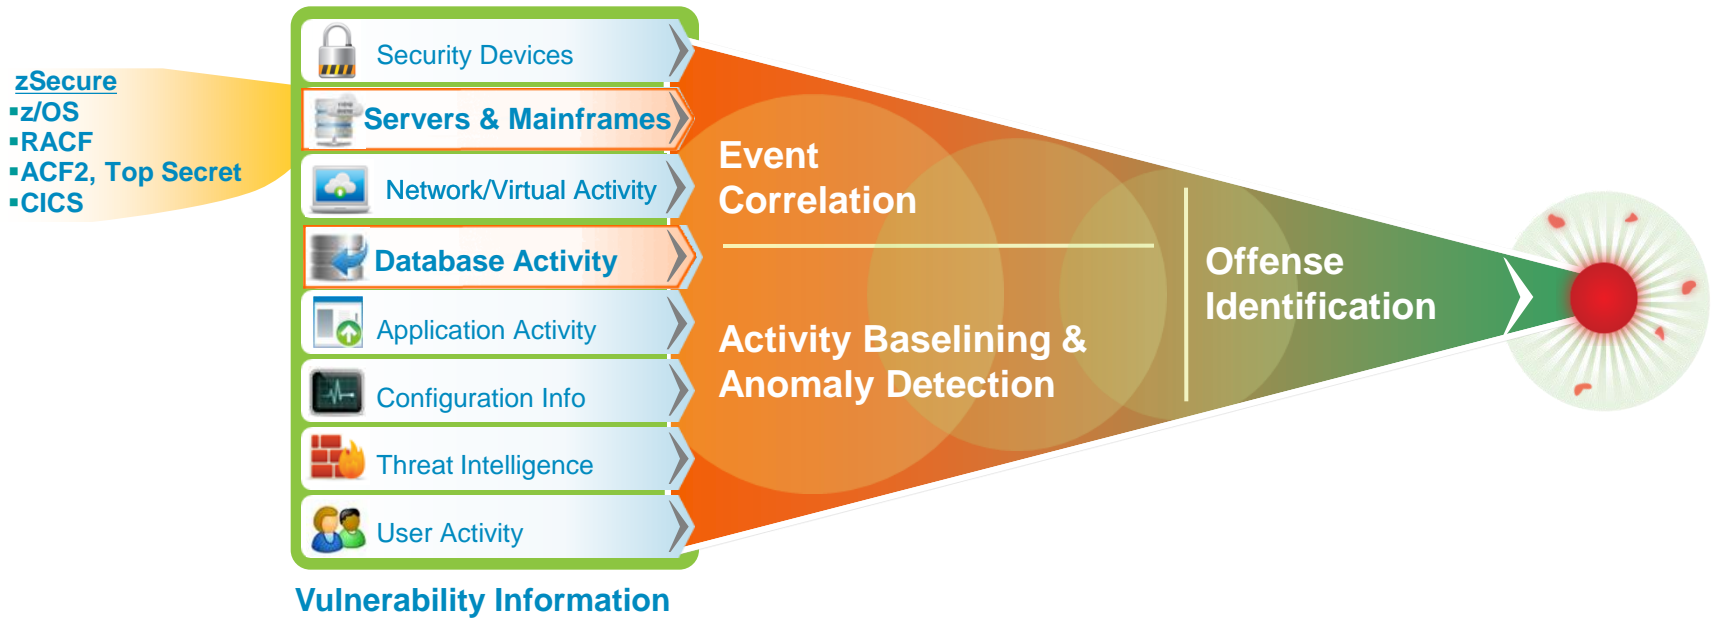 zSecure
▪z/OS
▪RACF
▪ACF2, Top Secret
▪CICS
Security Devices
Servers & Mainframes
Network/Virtual Activity
Database Activity
Application Activity
Configuration Info
Threat Intelligence
User Activity
Vulnerability Information
Event
Correlation
Activity Baselining &
Anomaly Detection
Offense
Identification